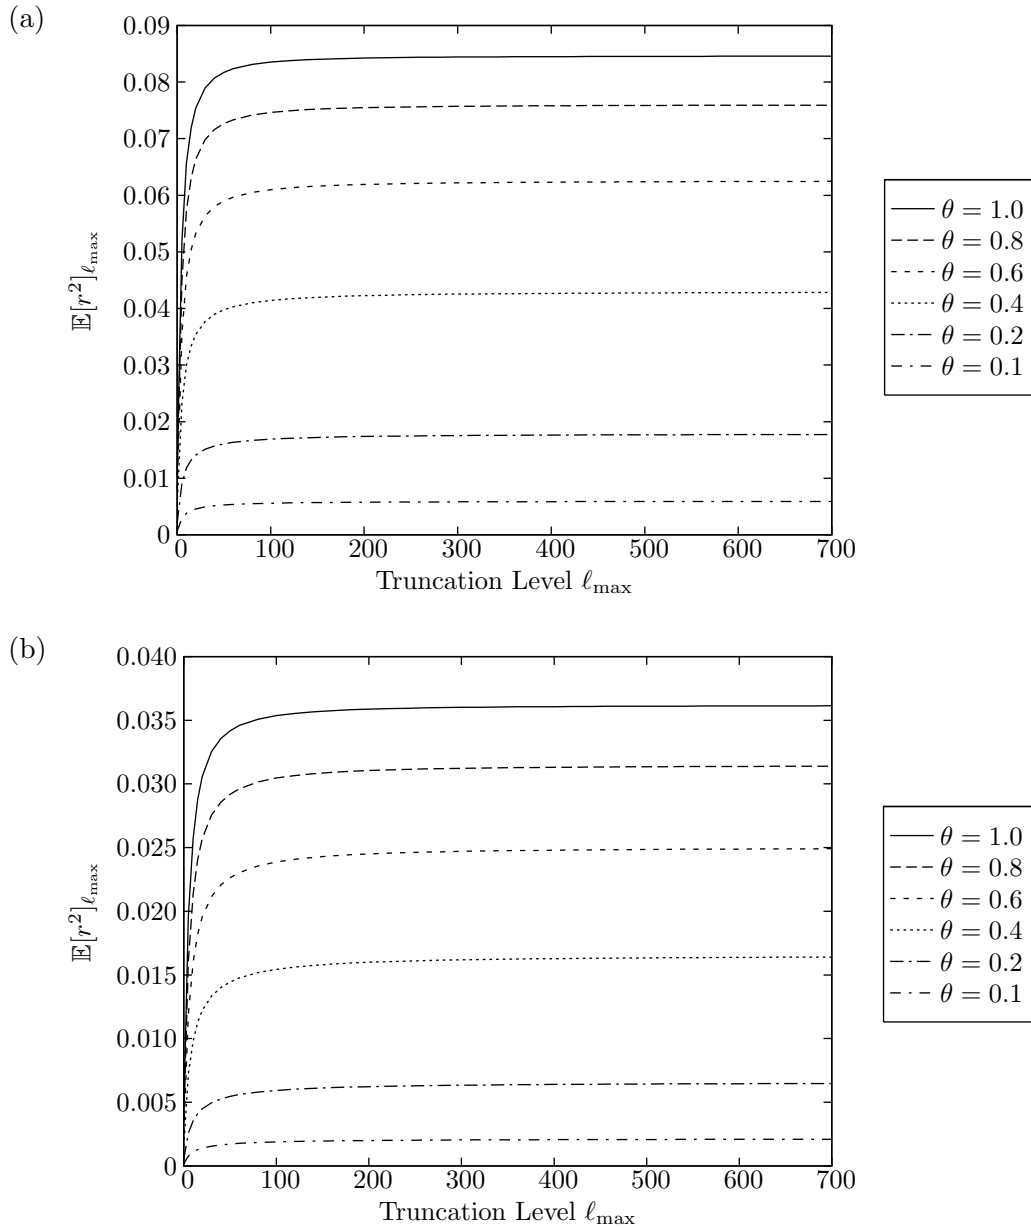 (a)
0.09
0.08
0.07
0.06
0.05
0.04
0.03
0.02
0.01
0
𝔼[r²]ℓmax
0 100 200 300 400 500 600 700
Truncation Level ℓmax
θ = 1.0
θ = 0.8
θ = 0.6
θ = 0.4
θ = 0.2
θ = 0.1
(b)
0.040
0.035
0.030
0.025
0.020
0.015
0.010
0.005
0
𝔼[r²]ℓmax
0 100 200 300 400 500 600 700
Truncation Level ℓmax
θ = 1.0
θ = 0.8
θ = 0.6
θ = 0.4
θ = 0.2
θ = 0.1